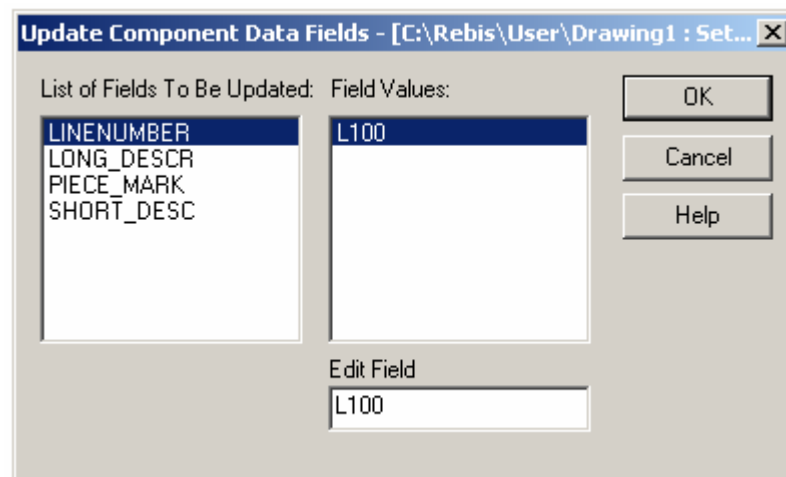 Update Component Data Fields - [C:\Rebis\User\Drawing1 : Set...
List of Fields To Be Updated: Field Values:
LINENUMBER
LONG_DESCR
PIECE_MARK
SHORT_DESC
L100
Edit Field
L100
OK
Cancel
Help